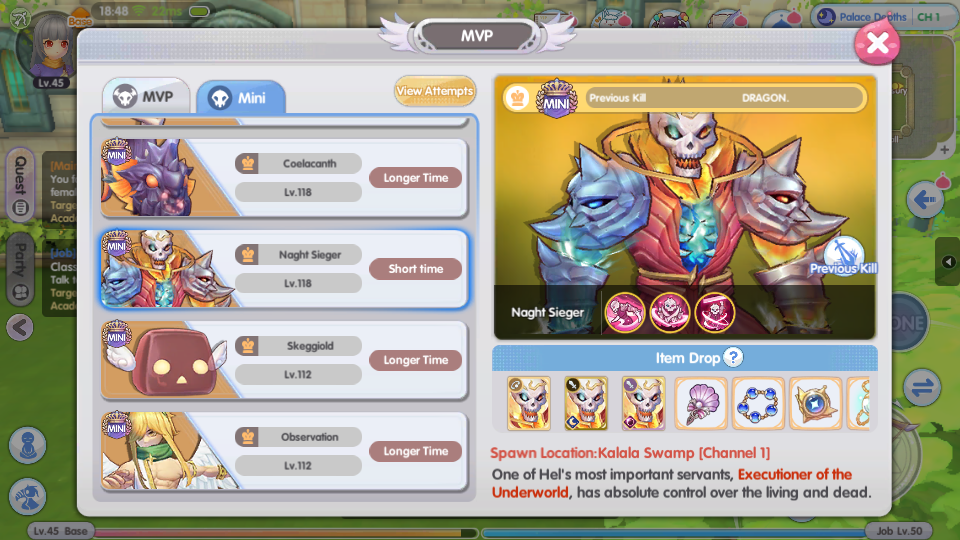 18:48 22ms
Base
Lv.45
Palace Depths CH 1
MVP
MVP
Mini
View Attempts
MINI
Coelacanth
Lv.118
Longer Time
MINI
Naght Sieger
Lv.118
Short time
MINI
Skeggiold
Lv.112
Longer Time
MINI
Observation
Lv.112
Longer Time
MINI
Previous Kill DRAGON.
Previous Kill
Naght Sieger
Item Drop ?
Spawn Location:Kalala Swamp [Channel 1]
One of Hel's most important servants, Executioner of the
Underworld, has absolute control over the living and dead.
Quest
Party
Lv.45 Base
Job Lv.50